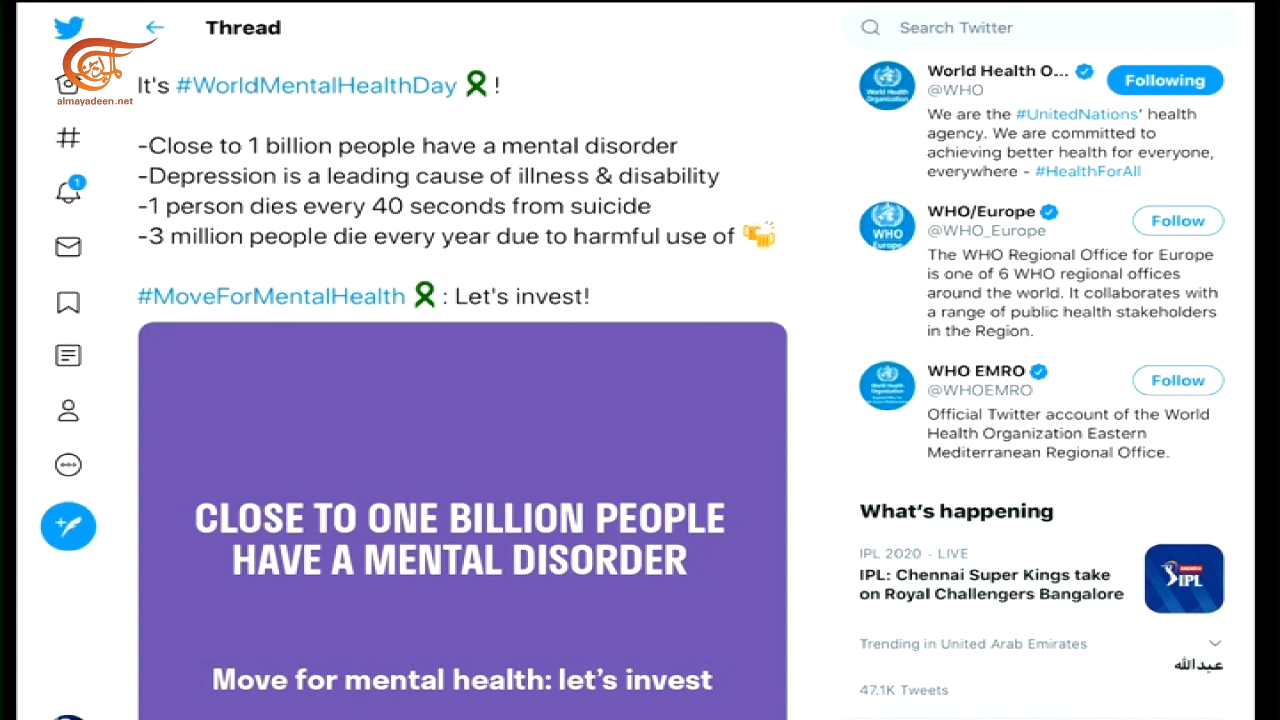 Thread
almayadeen.net
It's #WorldMentalHealthDay 🎗 !
-Close to 1 billion people have a mental disorder
-Depression is a leading cause of illness & disability
-1 person dies every 40 seconds from suicide
-3 million people die every year due to harmful use of 🍻
#MoveForMentalHealth 🎗 : Let's invest!
CLOSE TO ONE BILLION PEOPLE
HAVE A MENTAL DISORDER
Move for mental health: let's invest
1
Search Twitter
World Health O...
Following
@WHO
We are the #UnitedNations' health
agency. We are committed to
achieving better health for everyone,
everywhere - #HealthForAll
WHO/Europe
Follow
@WHO_Europe
The WHO Regional Office for Europe
is one of 6 WHO regional offices
around the world. It collaborates with
a range of public health stakeholders
in the Region.
WHO EMRO
Follow
@WHOEMRO
Official Twitter account of the World
Health Organization Eastern
Mediterranean Regional Office.
World Health
Organization
WHO
Europe
What's happening
IPL 2020 - LIVE
IPL: Chennai Super Kings take
on Royal Challengers Bangalore
IPL
Trending in United Arab Emirates
عبدالله
47.1K Tweets